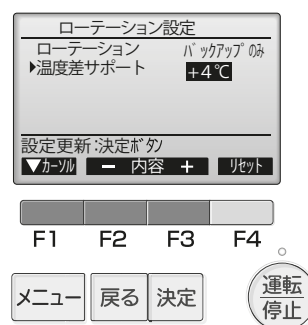 ローテーション設定
ローテーション バックアップのみ
▶温度差サポート +4℃
設定更新:決定ボタン
▼カーソル － 内容 ＋ リセット
F1 F2 F3 F4
メニュー 戻る 決定 運転
停止